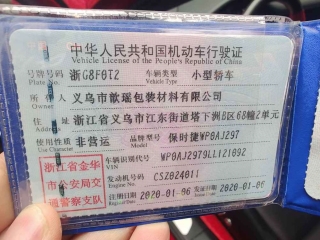 中华人民共和国机动车行驶证
Vehicle License of the People's Republic of China
号牌号码 浙G8F0T2 车辆类型 小型轿车
Plate No. Vehicle Type
所有人 义乌市歆瑞包装材料有限公司
Owner
住址 浙江省义乌市江东街道塔下洲B区68幢2单元
使用性质 非营运 品牌型号 保时捷WP0AJ297
Use Character Model
浙江省金华市公安局交通警察支队
车辆识别代号 WP0AJ2979LL121892
VIN
发动机号码 CSZ024011
Engine No.
注册日期 2020-01-06 发证日期 2020-01-06
Register Date Issue Date